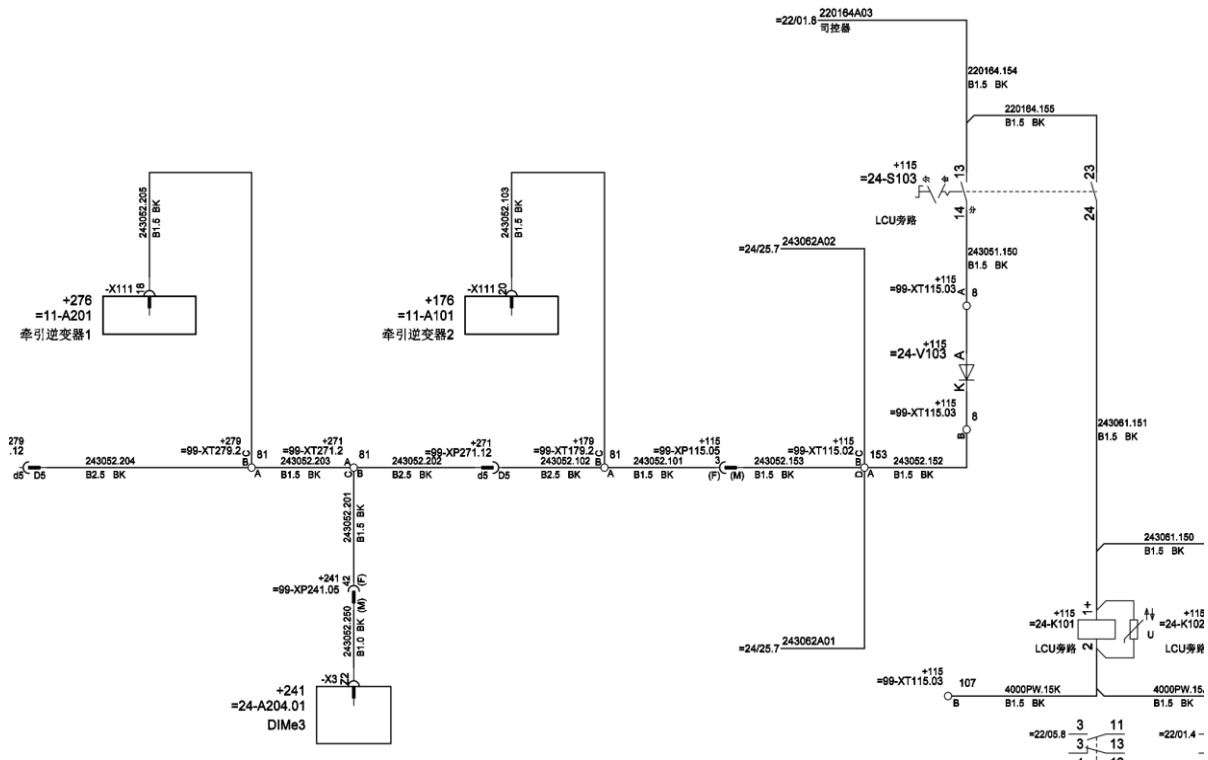 =22/01.8 220164A03
司控器
220164.154
B1.5 BK
220164.155
B1.5 BK
+115
=24-S103
13
14
23
24
分
合
分
LCU旁路
243052.205
B1.5 BK
243052.103
B1.5 BK
=24/25.7 243062A02
243051.150
B1.5 BK
+115
=99-XT115.03
A
8
-X111
18
+276
=11-A201
牵引逆变器1
-X111
20
+176
=11-A101
牵引逆变器2
+115
=24-V103
A
K
+115
=99-XT115.03
B
8
243061.151
B1.5 BK
279
.12
d5
D5
243052.204
B2.5 BK
+279
=99-XT279.2
C
B
A
81
243052.203
B1.5 BK
+271
=99-XT271.2
A
B
C
81
243052.202
B2.5 BK
+271
=99-XP271.12
d5
D5
243052.102
B2.5 BK
+179
=99-XT179.2
C
B
A
81
243052.101
B1.5 BK
+115
=99-XP115.05
3
(F)
(M)
243052.153
B1.5 BK
+115
=99-XT115.02
C
B
D
A
153
243052.152
B1.5 BK
243052.201
B1.5 BK
+241
=99-XP241.05
42
(F)
(M)
243052.250
B1.0 BK
243061.150
B1.5 BK
-X3
22
+241
=24-A204.01
DIMe3
=24/25.7 243062A01
+115
=24-K101
LCU旁路
1+
2
U
+115
=24-K102
LCU旁路
+115
=99-XT115.03
B
107
4000PW.15K
B1.5 BK
4000PW.15
B1.5 BK
=22/05.8
3
11
3
13
=22/01.4